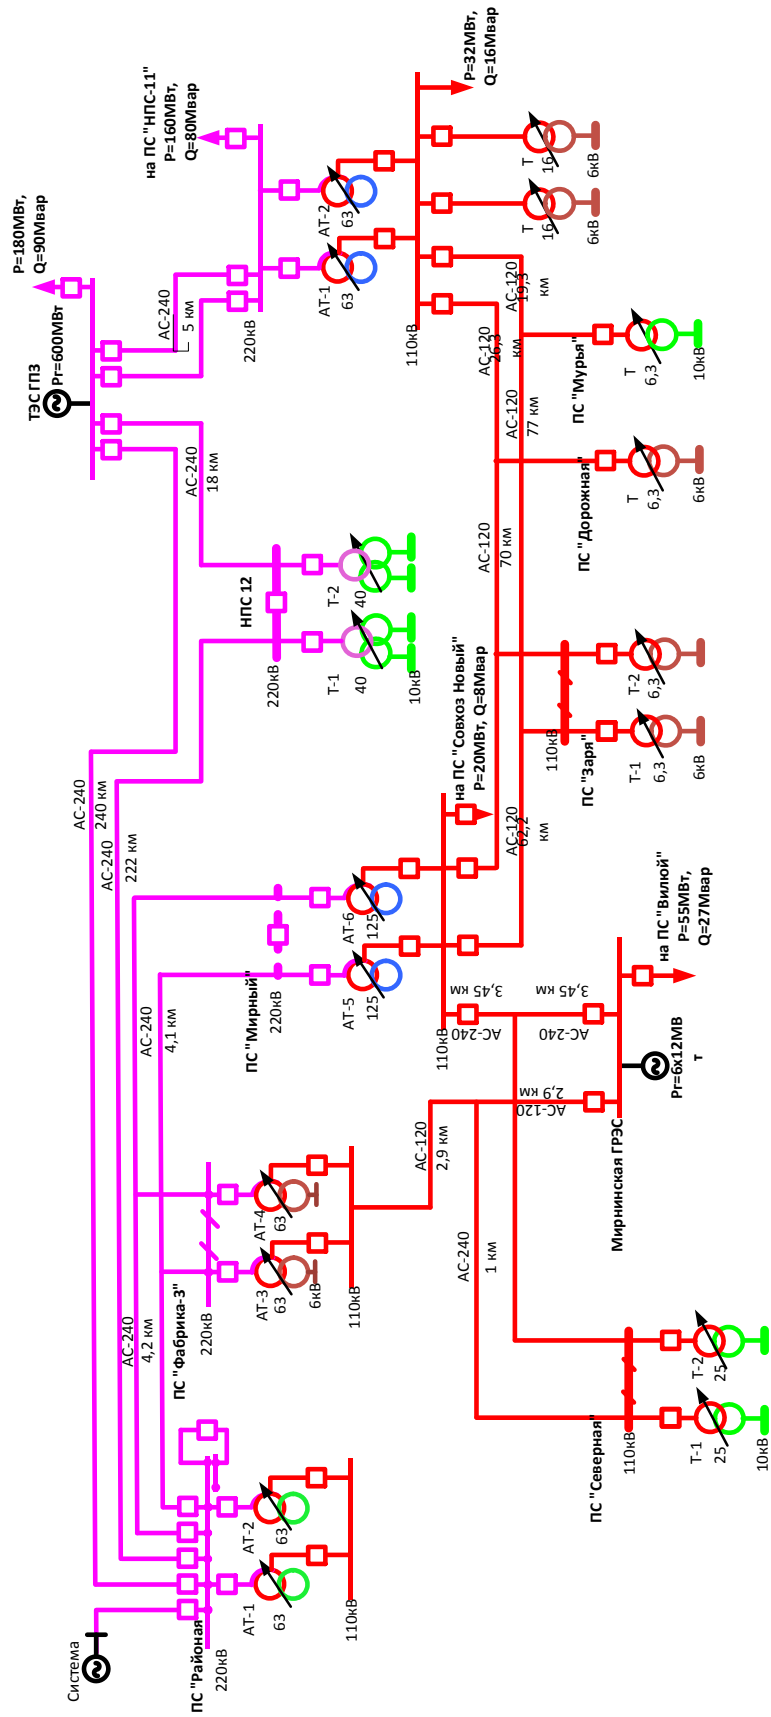 P=180МВт,
Q=90Мвар
ТЭС ГПЗ
Рг=600МВт
на ПС "НПС-11"
P=160МВт,
Q=80Мвар
АС-240
5 км
220кВ
АТ-1
63
АТ-2
63
110кВ
P=32МВт,
Q=16Мвар
Т
16
6кВ
Т
16
6кВ
АС-240
18 км
НПС 12
220кВ
Т-1
40
Т-2
40
10кВ
АС-120
26,3
км
АС-120
19,3
км
ПС "Мурья"
Т
6,3
10кВ
АС-120
77 км
ПС "Дорожная"
Т
6,3
6кВ
АС-120
70 км
110кВ
ПС "Заря"
Т-1
6,3
6кВ
Т-2
6,3
6кВ
АС-240
240 км
АС-240
222 км
ПС "Мирный"
220кВ
АТ-5
125
АТ-6
125
110кВ
на ПС "Совхоз Новый"
P=20МВт, Q=8Мвар
АС-120
62,2
км
АС-240
4,1 км
3,45 км
АС-240
3,45 км
АС-240
2,9 км
АС-120
на ПС "Вилюй"
P=55МВт,
Q=27Мвар
Рг=6х12МВ
т
Мирнинская ГРЭС
АС-120
2,9 км
АС-240
1 км
ПС "Фабрика-3"
220кВ
АТ-3
63
6кВ
АТ-4
63
110кВ
АС-240
4,2 км
ПС "Северная"
110кВ
Т-1
25
10кВ
Т-2
25
Система
ПС "Районая"
220кВ
АТ-1
63
АТ-2
63
110кВ